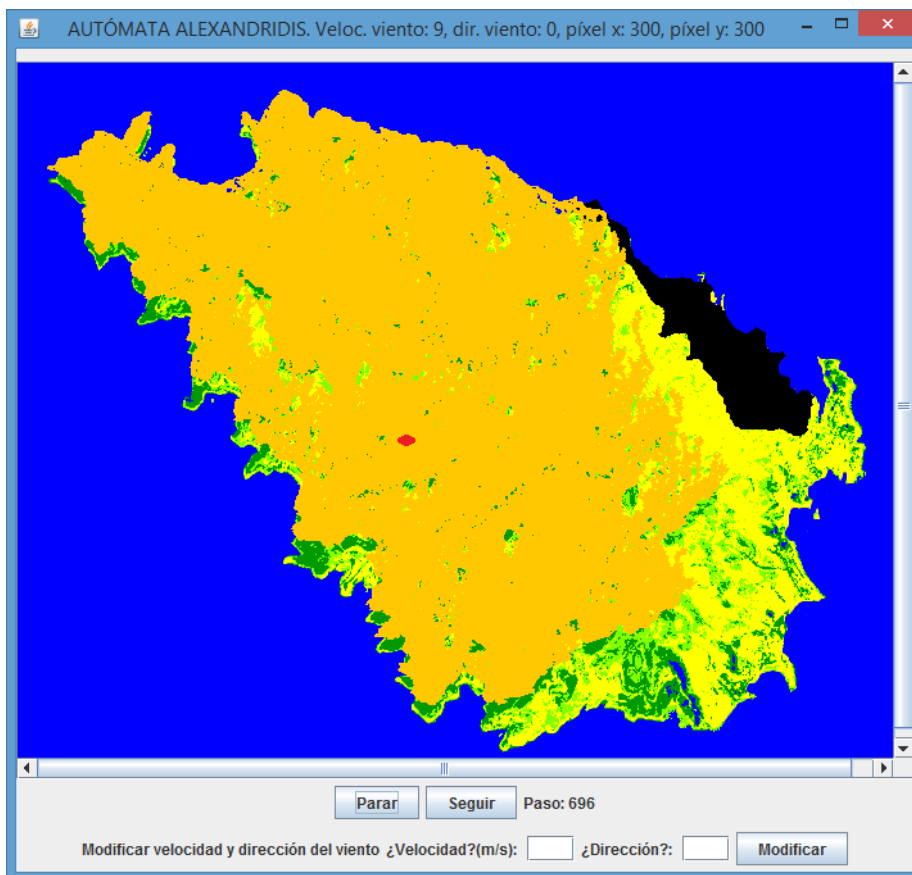 AUTÓMATA ALEXANDRIDIS. Veloc. viento: 9, dir. viento: 0, píxel x: 300, píxel y: 300
Parar Seguir Paso: 696
Modificar velocidad y dirección del viento ¿Velocidad?(m/s): ¿Dirección?: Modificar